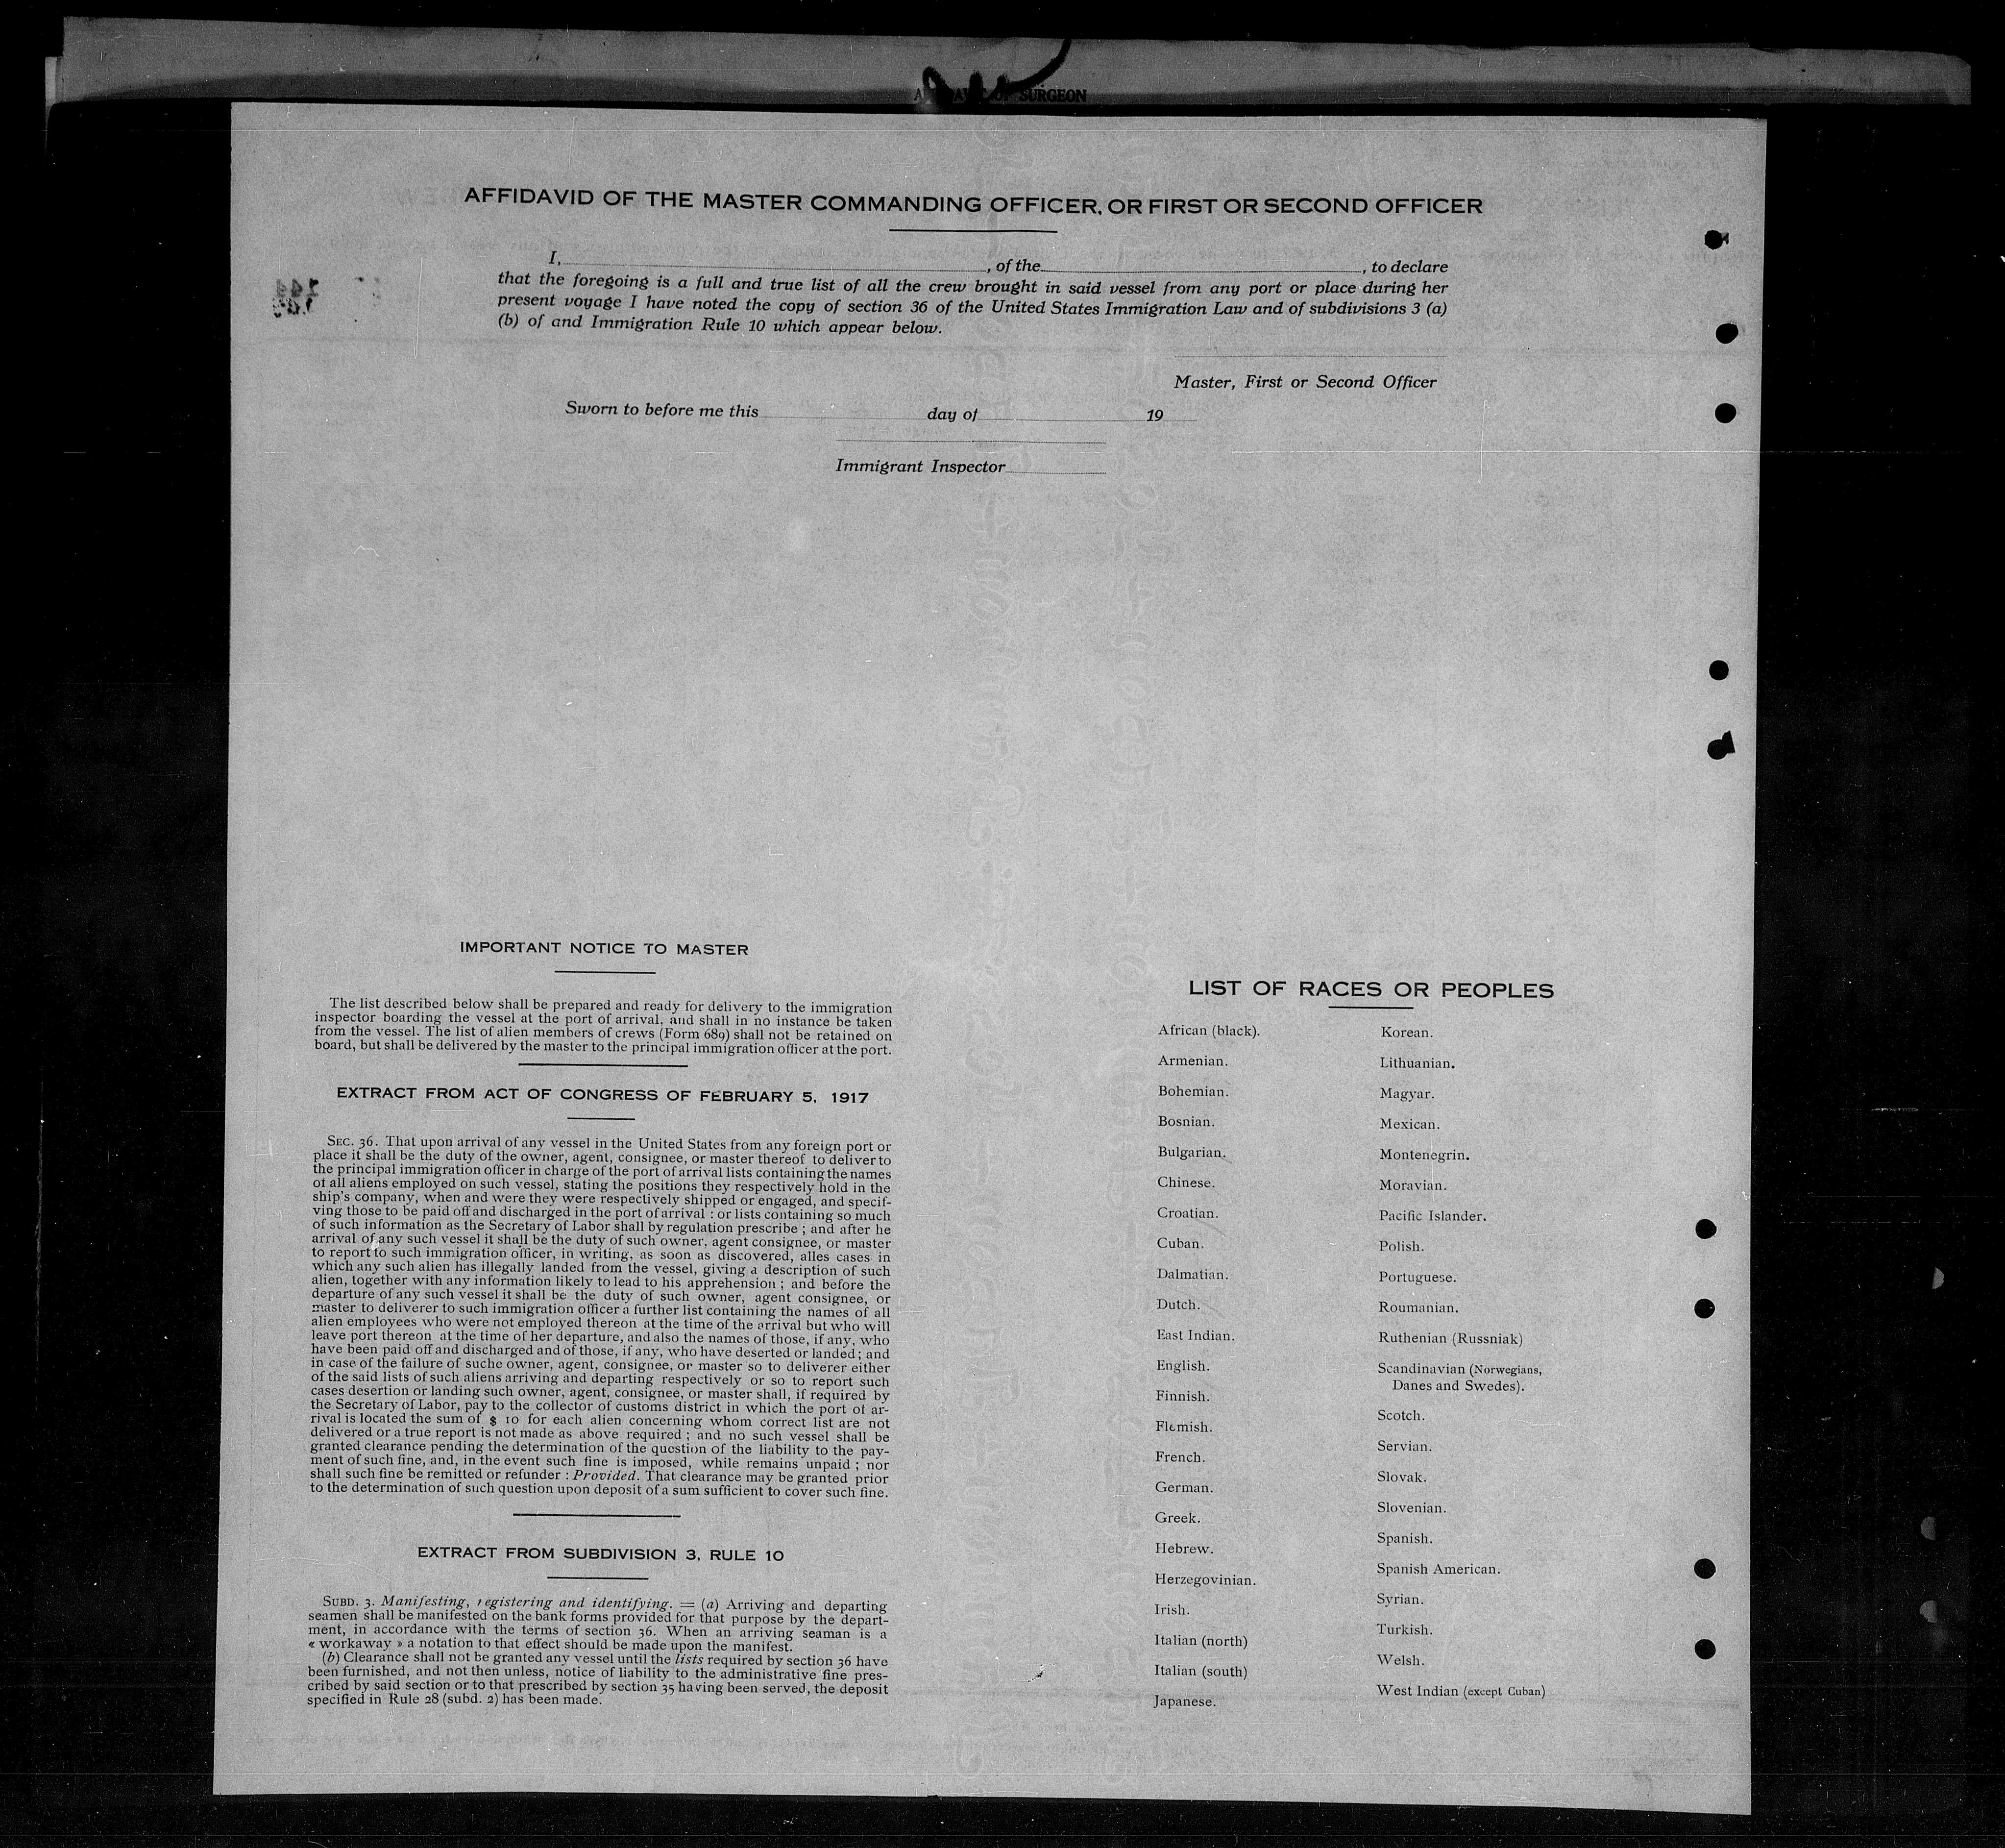 SURGEON
AFFIDAVID OF THE MASTER COMMANDING OFFICER, OR FIRST OR SECOND OFFICER
I, , of the , to declare
that the foregoing is a full and true list of all the crew brought in said vessel from any port or place during her
present voyage I have noted the copy of section 36 of the United States Immigration Law and of subdivisions 3 (a)
(b) of and Immigration Rule 10 which appear below.
Master, First or Second Officer
Sworn to before me this day of 19
Immigrant Inspector
IMPORTANT NOTICE TO MASTER
The list described below shall be prepared and ready for delivery to the immigration
inspector boarding the vessel at the port of arrival, and shall in no instance be taken
from the vessel. The list of alien members of crews (Form 689) shall not be retained on
board, but shall be delivered by the master to the principal immigration officer at the port.
EXTRACT FROM ACT OF CONGRESS OF FEBRUARY 5, 1917
SEC. 36. That upon arrival of any vessel in the United States from any foreign port or
place it shall be the duty of the owner, agent, consignee, or master thereof to deliver to
the principal immigration officer in charge of the port of arrival lists containing the names
of all aliens employed on such vessel, stating the positions they respectively hold in the
ship's company, when and were they were respectively shipped or engaged, and specif-
ving those to be paid off and discharged in the port of arrival : or lists containing so much
of such information as the Secretary of Labor shall by regulation prescribe ; and after he
arrival of any such vessel it shall be the duty of such owner, agent consignee, or master
to report to such immigration officer, in writing, as soon as discovered, alles cases in
which any such alien has illegally landed from the vessel, giving a description of such
alien, together with any information likely to lead to his apprehension ; and before the
departure of any such vessel it shall be the duty of such owner, agent consignee, or
master to deliverer to such immigration officer a further list containing the names of all
alien employees who were not employed thereon at the time of the arrival but who will
leave port thereon at the time of her departure, and also the names of those, if any, who
have been paid off and discharged and of those, if any, who have deserted or landed ; and
in case of the failure of suche owner, agent, consignee, or master so to deliverer either
of the said lists of such aliens arriving and departing respectively or so to report such
cases desertion or landing such owner, agent, consignee, or master shall, if required by
the Secretary of Labor, pay to the collector of customs district in which the port of ar-
rival is located the sum of $ 10 for each alien concerning whom correct list are not
delivered or a true report is not made as above required ; and no such vessel shall be
granted clearance pending the determination of the question of the liability to the pay-
ment of such fine, and, in the event such fine is imposed, while remains unpaid ; nor
shall such fine be remitted or refunder : Provided. That clearance may be granted prior
to the determination of such question upon deposit of a sum sufficient to cover such fine.
EXTRACT FROM SUBDIVISION 3, RULE 10
SUBD. 3. Manifesting, registering and identifying. = (a) Arriving and departing
seamen shall be manifested on the bank forms provided for that purpose by the depart-
ment, in accordance with the terms of section 36. When an arriving seaman is a
« workaway » a notation to that effect should be made upon the manifest.
(b) Clearance shall not be granted any vessel until the lists required by section 36 have
been furnished, and not then unless, notice of liability to the administrative fine pres-
cribed by said section or to that prescribed by section 35 having been served, the deposit
specified in Rule 28 (subd. 2) has been made.
LIST OF RACES OR PEOPLES
African (black).
Armenian.
Bohemian.
Bosnian.
Bulgarian.
Chinese.
Croatian.
Cuban.
Dalmatian.
Dutch.
East Indian.
English.
Finnish.
Flemish.
French.
German.
Greek.
Hebrew.
Herzegovinian.
Irish.
Italian (north)
Italian (south)
Japanese.
Korean.
Lithuanian.
Magyar.
Mexican.
Montenegrin.
Moravian.
Pacific Islander.
Polish.
Portuguese.
Roumanian.
Ruthenian (Russniak)
Scandinavian (Norwegians,
Danes and Swedes).
Scotch.
Servian.
Slovak.
Slovenian.
Spanish.
Spanish American.
Syrian.
Turkish.
Welsh.
West Indian (except Cuban)